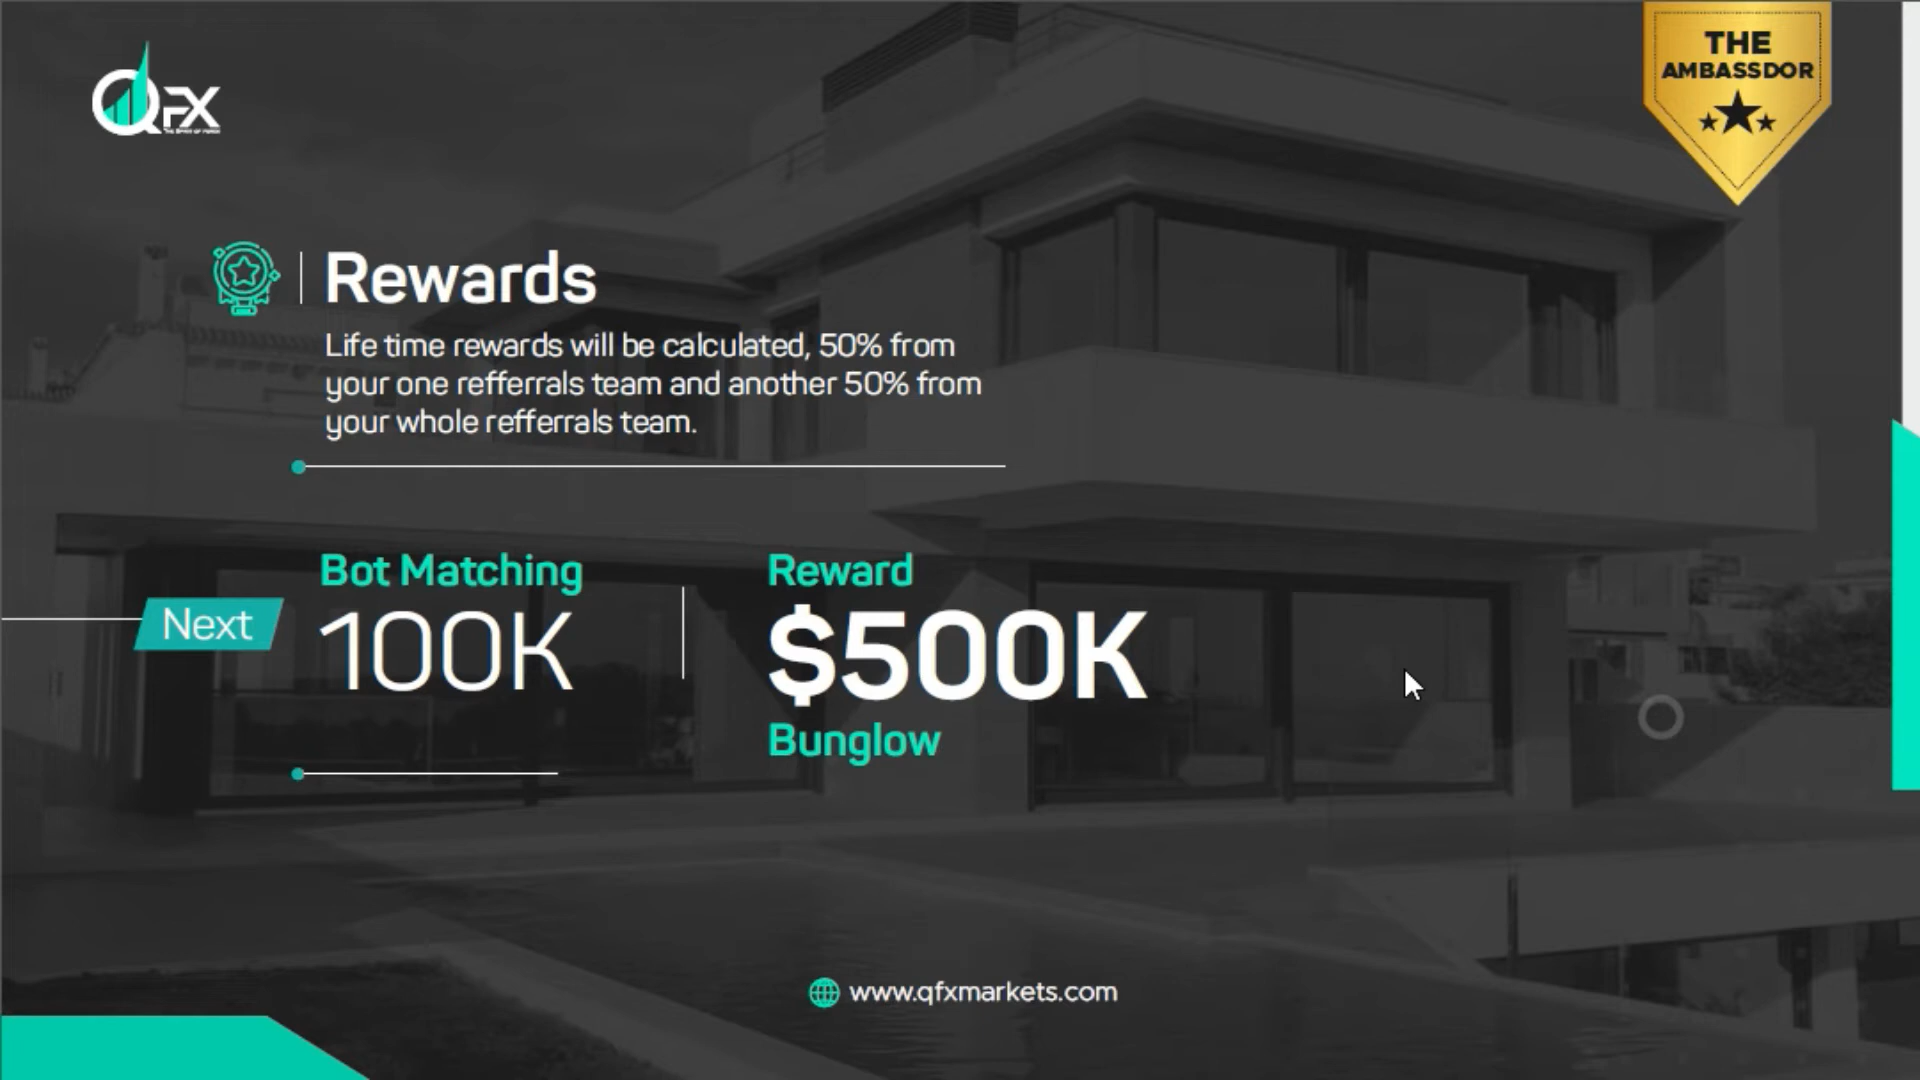 QFX
THE
AMBASSDOR
Rewards
Life time rewards will be calculated, 50% from
your one refferrals team and another 50% from
your whole refferrals team.
Next
Bot Matching
100K
Reward
$500K
Bunglow
www.qfxmarkets.com